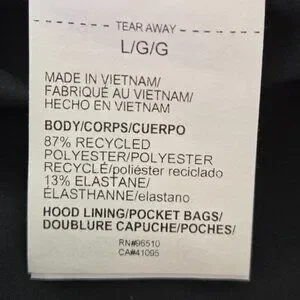 TEAR AWAY
L/G/G
MADE IN VIETNAM/
FABRIQUÉ AU VIETNAM/
HECHO EN VIETNAM
BODY/CORPS/CUERPO
87% RECYCLED
POLYESTER/POLYESTER
RECYCLÉ/poliéster reciclado
13% ELASTANE/
ÉLASTHANNE/elastano
HOOD LINING/POCKET BAGS/
DOUBLURE CAPUCHE/POCHES/
RN#96510
CA#41095